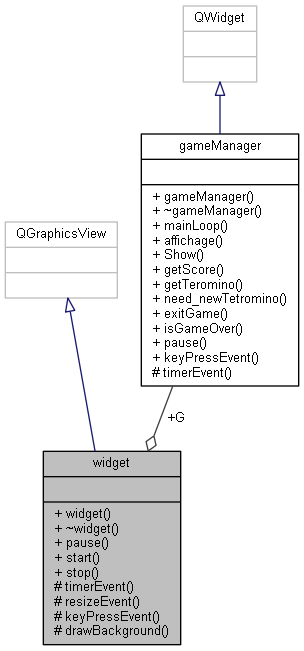 QWidget
gameManager
+ gameManager()
+ ~gameManager()
+ mainLoop()
+ affichage()
+ Show()
+ getScore()
+ getTeromino()
+ need_newTetromino()
+ exitGame()
+ isGameOver()
+ pause()
+ keyPressEvent()
# timerEvent()
QGraphicsView
+G
widget
+ widget()
+ ~widget()
+ pause()
+ start()
+ stop()
# timerEvent()
# resizeEvent()
# keyPressEvent()
# drawBackground()